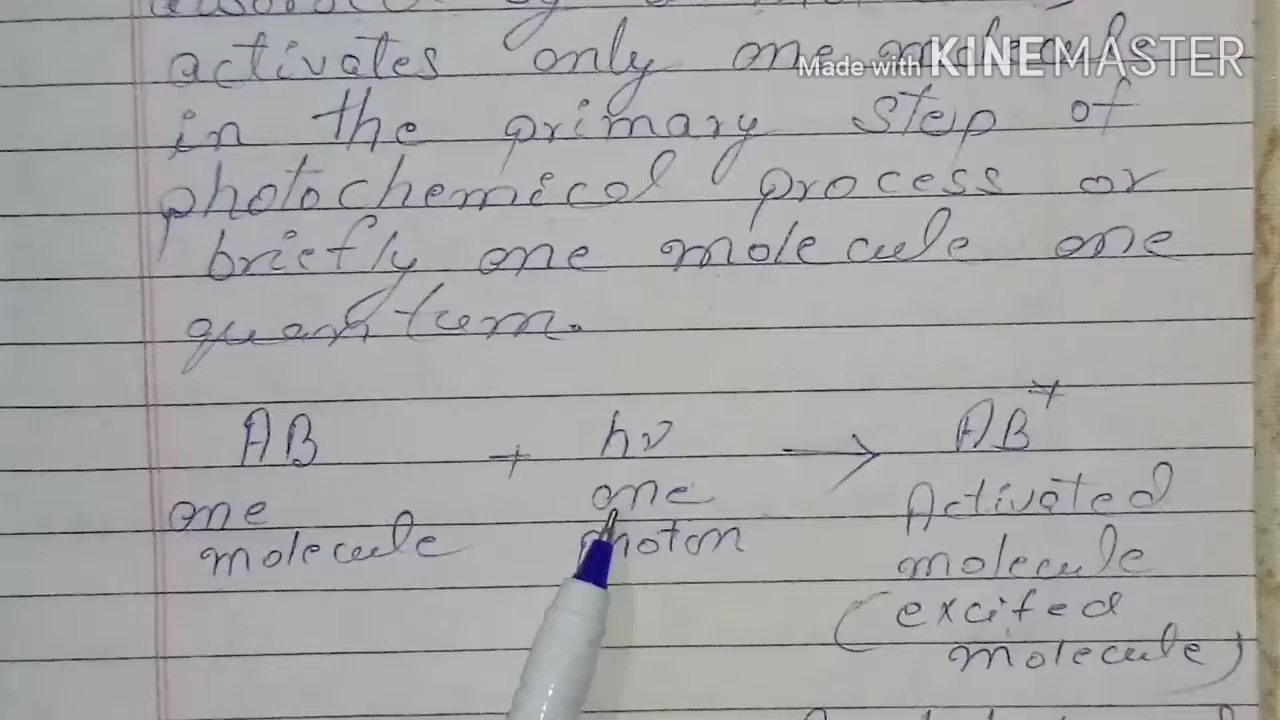 activates only one molecule
Made with KINEMASTER
in the primary step of
photochemical process or
briefly one molecule one
quantum.
AB + hν → AB*
one one Activated
molecule photon molecule
(excited
molecule)